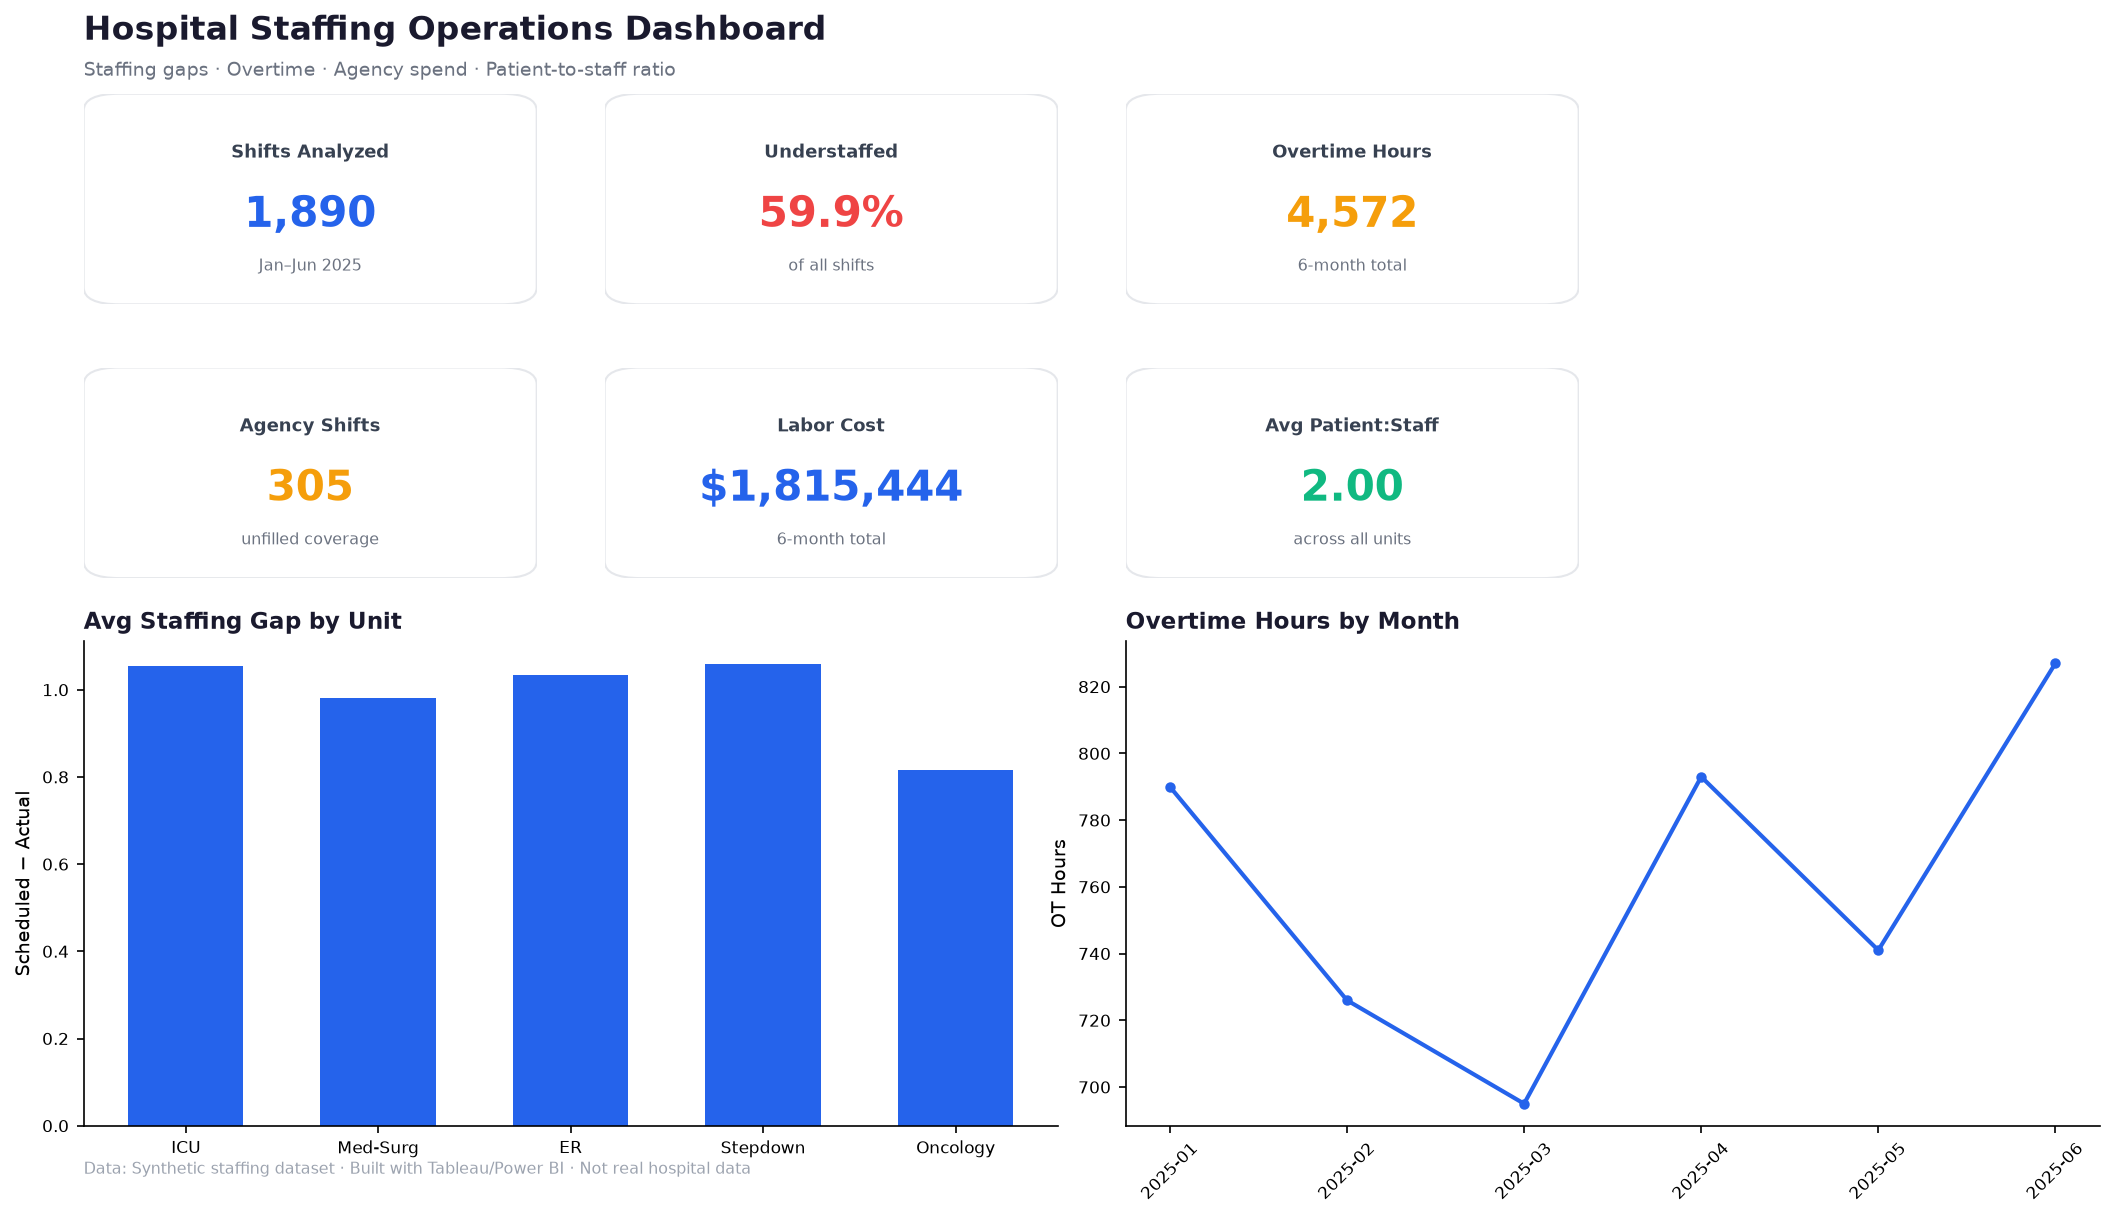 Hospital Staffing Operations Dashboard
Staffing gaps · Overtime · Agency spend · Patient-to-staff ratio
Shifts Analyzed
1,890
Jan–Jun 2025
Understaffed
59.9%
of all shifts
Overtime Hours
4,572
6-month total
Agency Shifts
305
unfilled coverage
Labor Cost
$1,815,444
6-month total
Avg Patient:Staff
2.00
across all units
Avg Staffing Gap by Unit
Scheduled − Actual
1.0
0.8
0.6
0.4
0.2
0.0
ICU
Med-Surg
ER
Stepdown
Oncology
Overtime Hours by Month
OT Hours
820
800
780
760
740
720
700
2025-01
2025-02
2025-03
2025-04
2025-05
2025-06
Data: Synthetic staffing dataset · Built with Tableau/Power BI · Not real hospital data